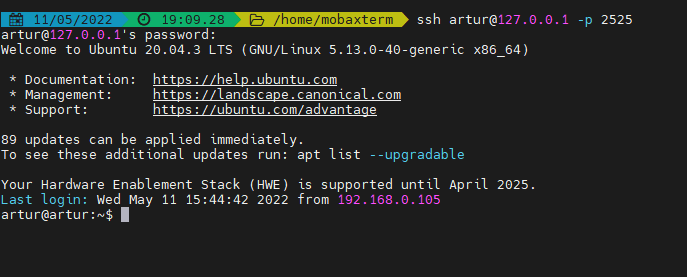 11/05/2022 19:09.28 /home/mobaxterm ssh artur@127.0.0.1 -p 2525
artur@127.0.0.1's password:
Welcome to Ubuntu 20.04.3 LTS (GNU/Linux 5.13.0-40-generic x86_64)
* Documentation: https://help.ubuntu.com
* Management: https://landscape.canonical.com
* Support: https://ubuntu.com/advantage
89 updates can be applied immediately.
To see these additional updates run: apt list --upgradable
Your Hardware Enablement Stack (HWE) is supported until April 2025.
Last login: Wed May 11 15:44:42 2022 from 192.168.0.105
artur@artur:~$